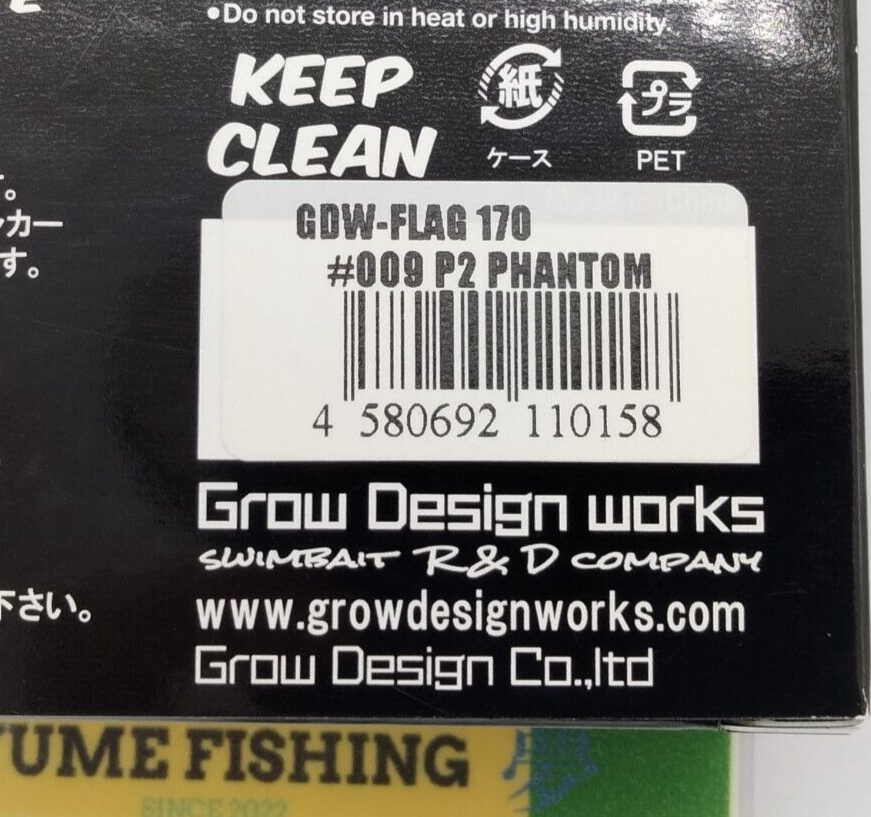 •Do not store in heat or high humidity.
KEEP
CLEAN
紙
ケース
プラ
PET
。
カー
す。
GDW-FLAG 170
#009 P2 PHANTOM
4 580692 110158
Grow Design works
SWIMBAIT R&D COMPANY
下さい。
www.growdesignworks.com
Grow Design Co.,ltd
UME FISHING
SINCE 2022